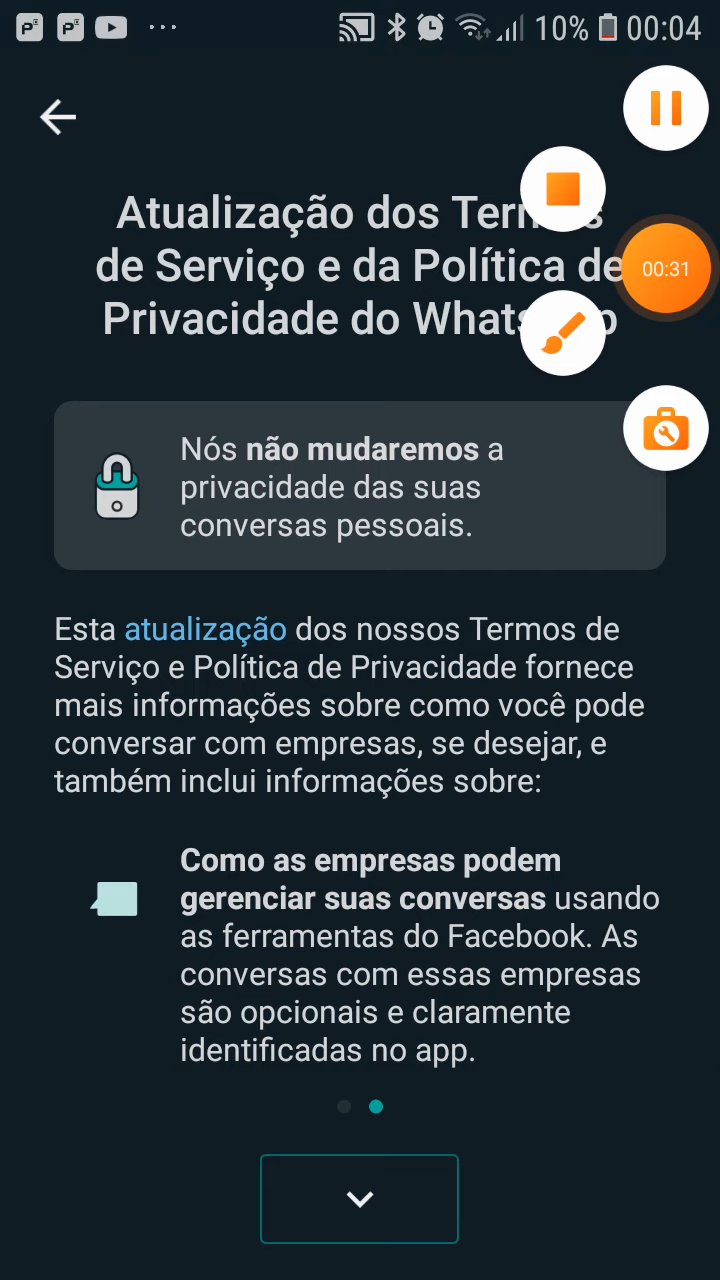 10% 00:04
Atualização dos Termos
de Serviço e da Política de
Privacidade do WhatsApp
00:31
Nós não mudaremos a
privacidade das suas
conversas pessoais.
Esta atualização dos nossos Termos de
Serviço e Política de Privacidade fornece
mais informações sobre como você pode
conversar com empresas, se desejar, e
também inclui informações sobre:
Como as empresas podem
gerenciar suas conversas usando
as ferramentas do Facebook. As
conversas com essas empresas
são opcionais e claramente
identificadas no app.